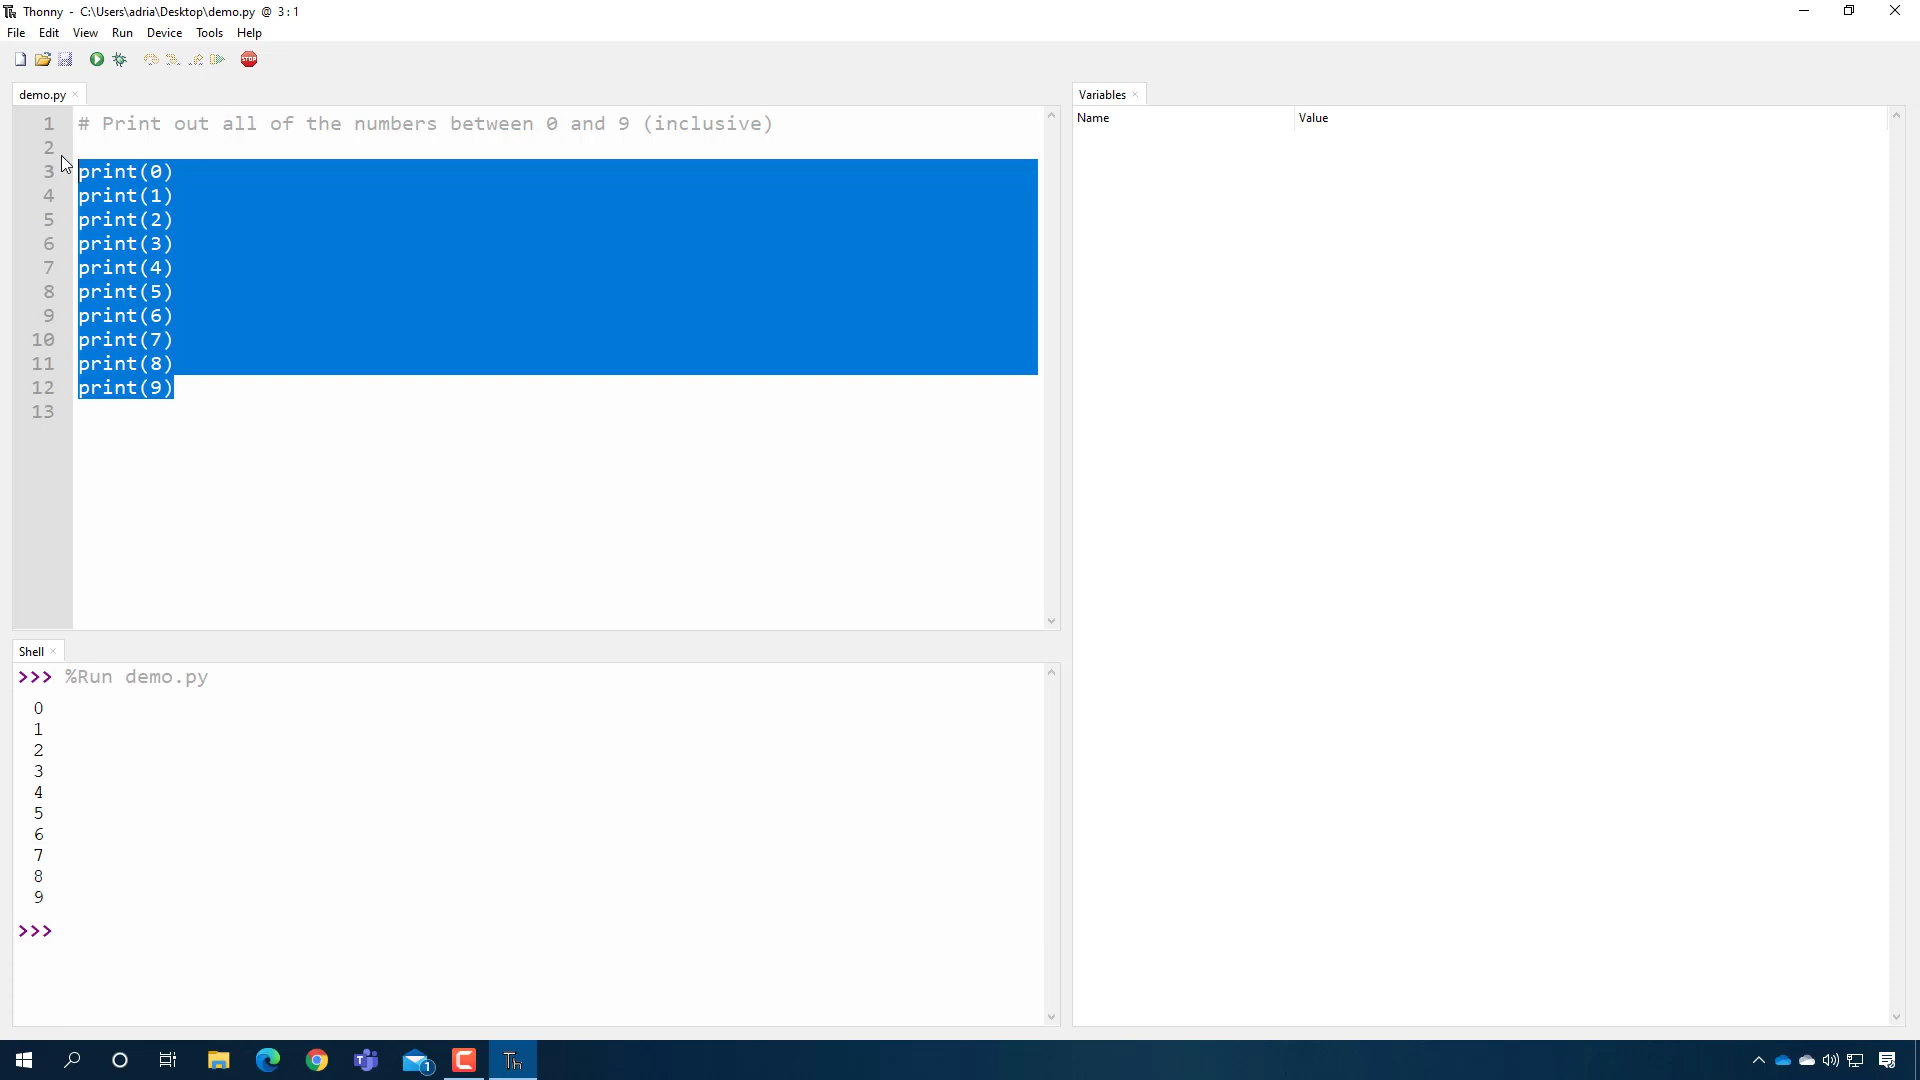 Thonny - C:\Users\adria\Desktop\demo.py @ 3 : 1
File Edit View Run Device Tools Help
STOP
demo.py
1 # Print out all of the numbers between 0 and 9 (inclusive)
2
3 print(0)
4 print(1)
5 print(2)
6 print(3)
7 print(4)
8 print(5)
9 print(6)
10 print(7)
11 print(8)
12 print(9)
13
Variables
Name Value
Shell
>>> %Run demo.py
0
1
2
3
4
5
6
7
8
9
>>>
1
Th